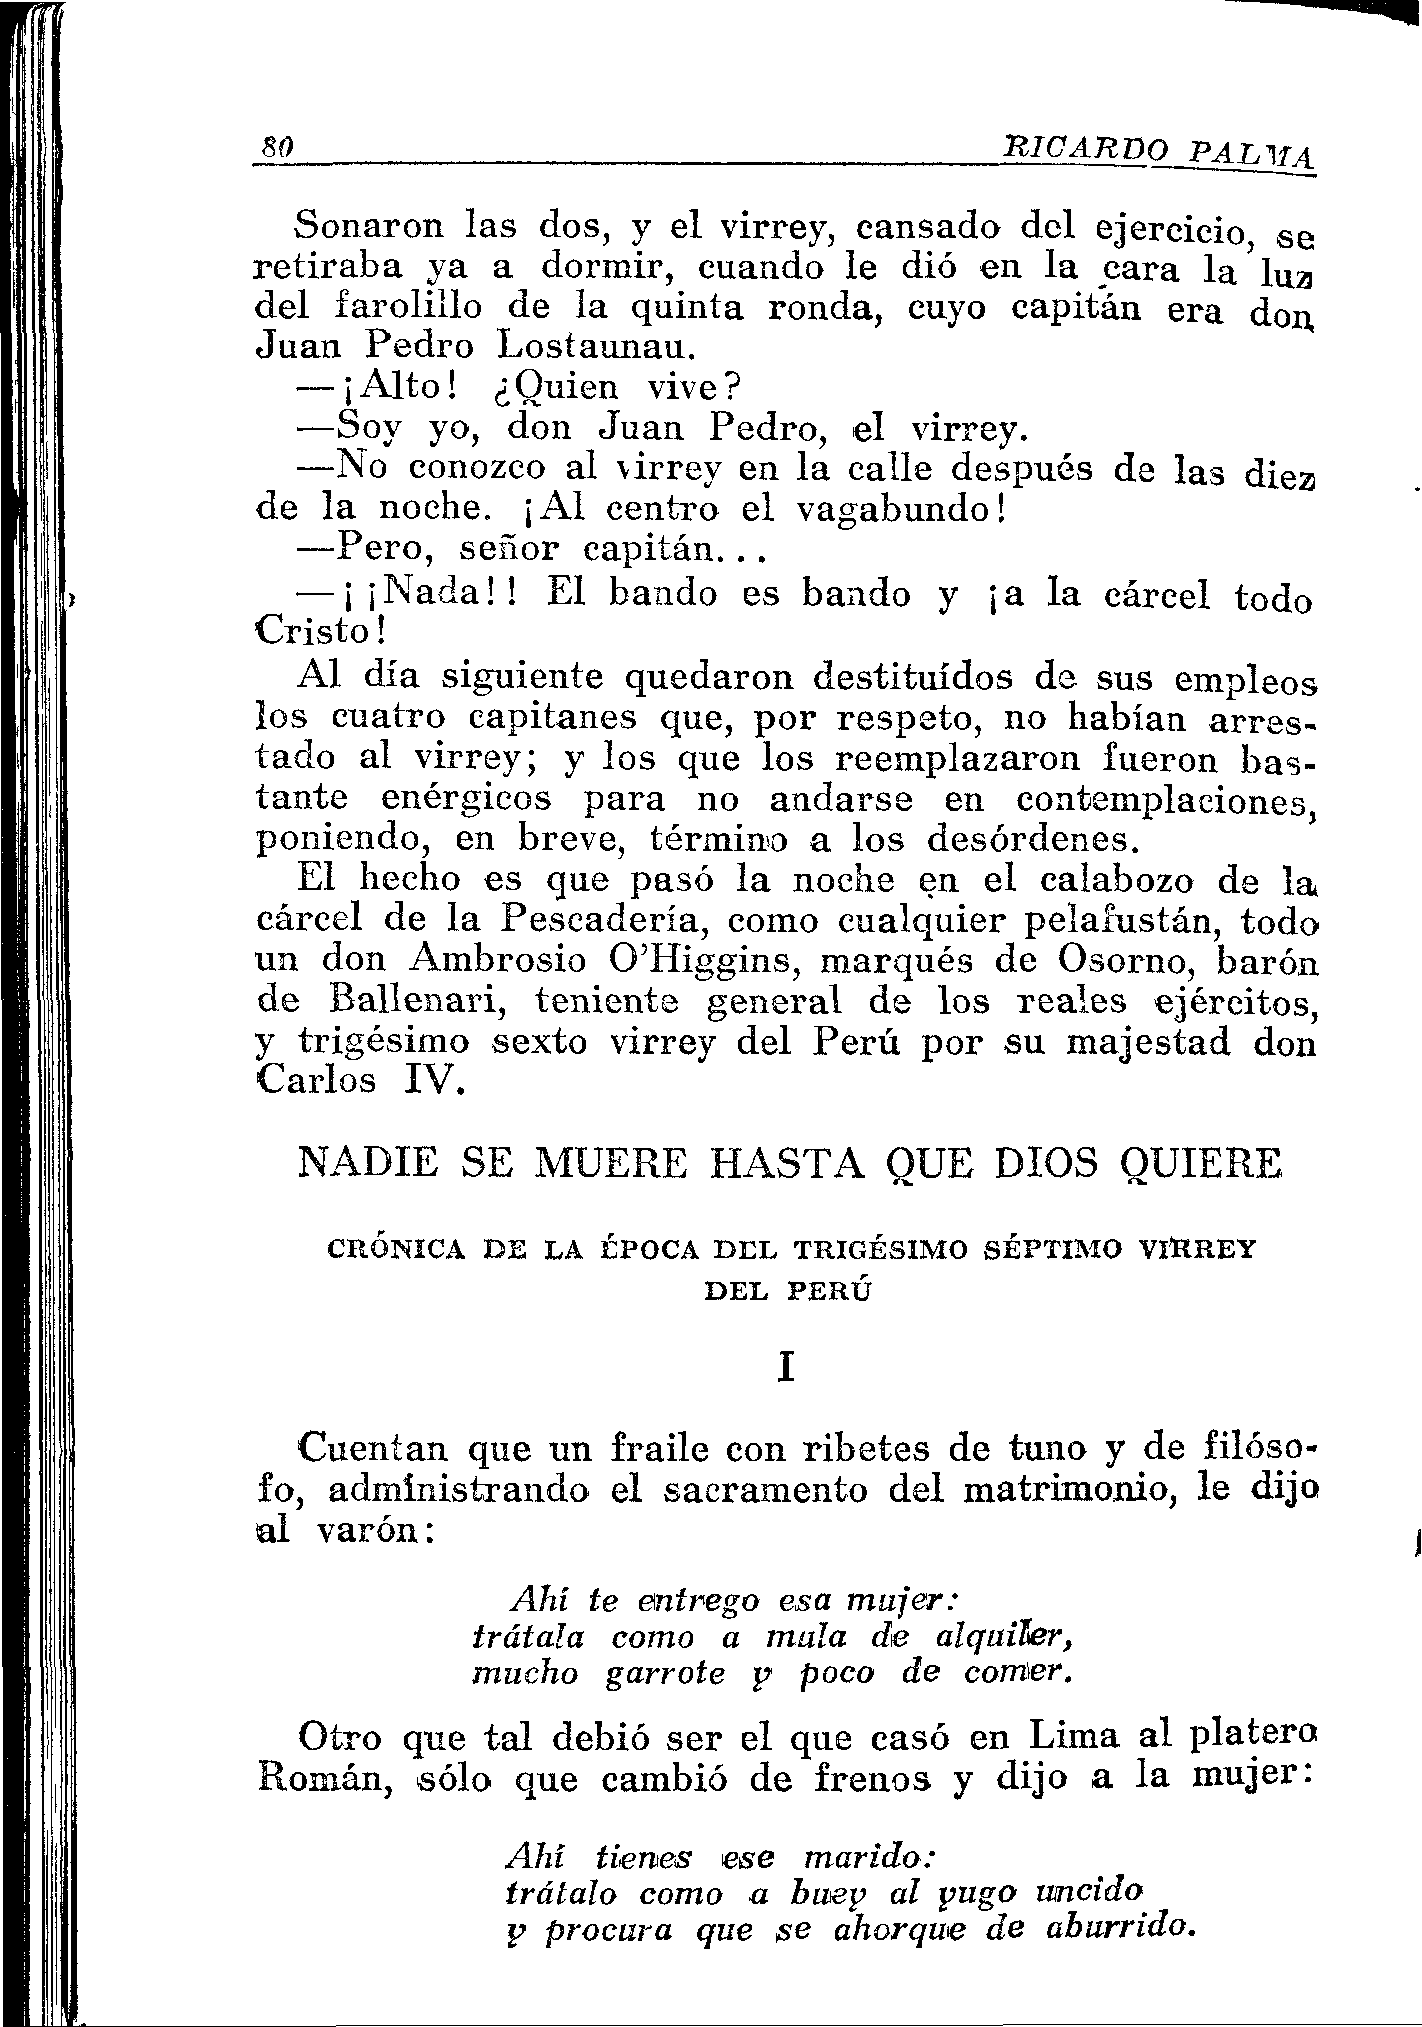 80 RICARDO PALMA
Sonaron las dos, y el virrey, cansado del ejercicio, se
retiraba ya a dormir, cuando le dió en la cara la luz
del farolillo de la quinta ronda, cuyo capitán era don
Juan Pedro Lostaunau.
—¡Alto! ¿Quien vive?
—Soy yo, don Juan Pedro, el virrey.
—No conozco al virrey en la calle después de las diez
de la noche. ¡Al centro el vagabundo!
—Pero, señor capitán...
—¡¡Nada!! El bando es bando y ¡a la cárcel todo
Cristo!
Al día siguiente quedaron destituídos de sus empleos
los cuatro capitanes que, por respeto, no habían arres-
tado al virrey; y los que los reemplazaron fueron bas-
tante enérgicos para no andarse en contemplaciones,
poniendo, en breve, término a los desórdenes.
El hecho es que pasó la noche en el calabozo de la
cárcel de la Pescadería, como cualquier pelafustán, todo
un don Ambrosio O'Higgins, marqués de Osorno, barón
de Ballenari, teniente general de los reales ejércitos,
y trigésimo sexto virrey del Perú por su majestad don
Carlos IV.
NADIE SE MUERE HASTA QUE DIOS QUIERE
CRÓNICA DE LA ÉPOCA DEL TRIGÉSIMO SÉPTIMO VIRREY
DEL PERÚ
I
Cuentan que un fraile con ribetes de tuno y de filóso-
fo, administrando el sacramento del matrimonio, le dijo
al varón:
Ahí te entrego esa mujer:
trátala como a mula de alquiler,
mucho garrote y poco de comer.
Otro que tal debió ser el que casó en Lima al platero
Román, sólo que cambió de frenos y dijo a la mujer:
Ahí tienes ese marido:
trátalo como a buey al yugo uncido
y procura que se ahorque de aburrido.